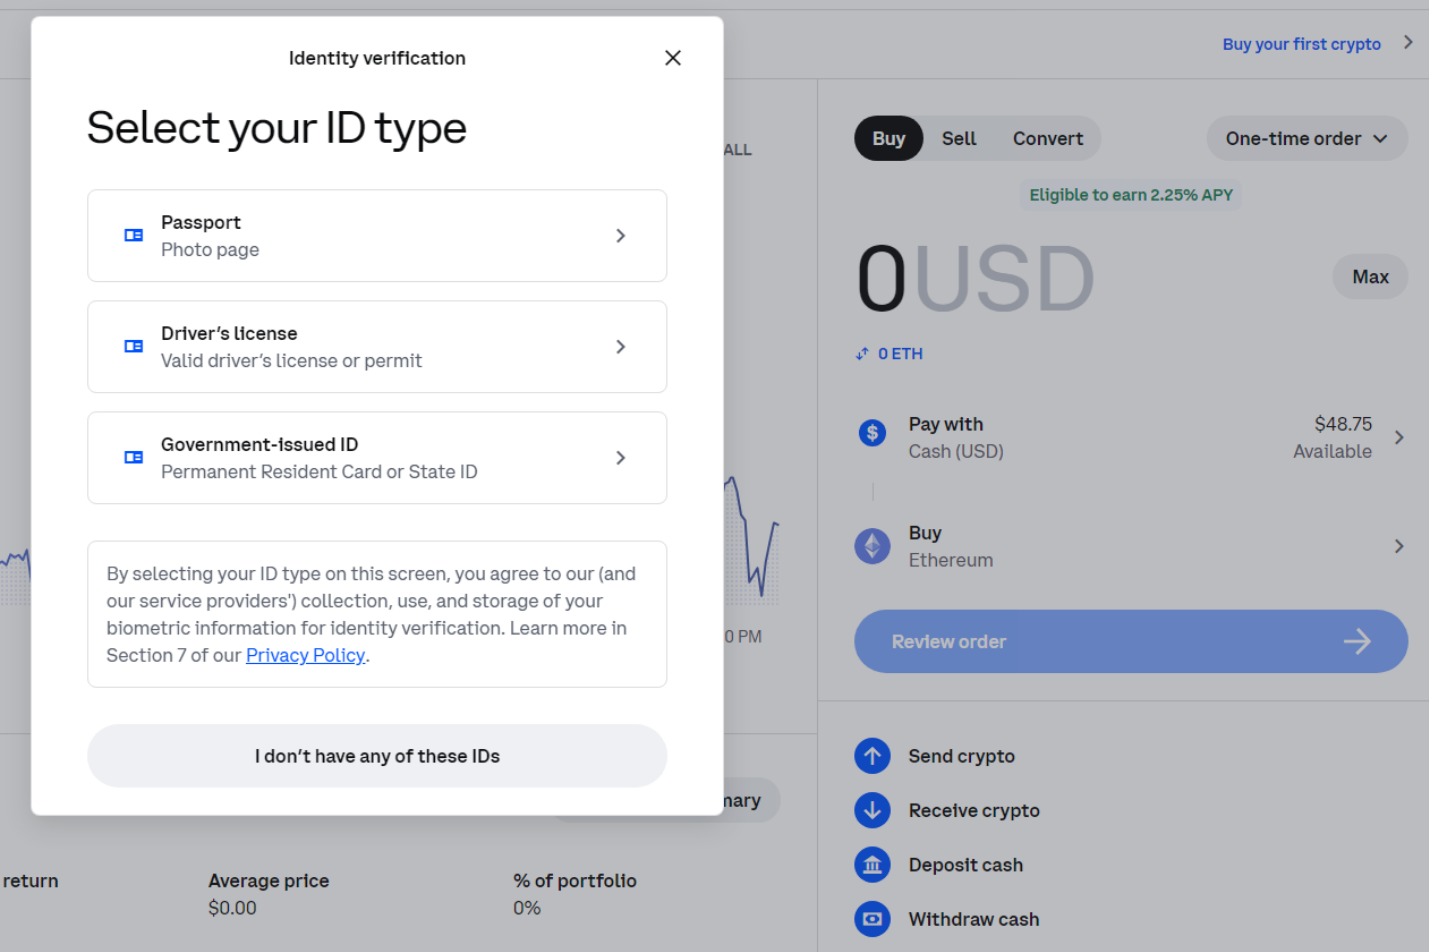 Identity verification
Select your ID type
Passport
Photo page
Driver's license
Valid driver's license or permit
Government-issued ID
Permanent Resident Card or State ID
By selecting your ID type on this screen, you agree to our (and
our service providers') collection, use, and storage of your
biometric information for identity verification. Learn more in
Section 7 of our Privacy Policy.
I don't have any of these IDs
ALL
0 PM
return
Average price
$0.00
% of portfolio
0%
Buy your first crypto
Buy Sell Convert One-time order
Eligible to earn 2.25% APY
0USD
Max
0 ETH
Pay with $48.75
Cash (USD) Available
Buy
Ethereum
Review order
Send crypto
Receive crypto
Deposit cash
Withdraw cash